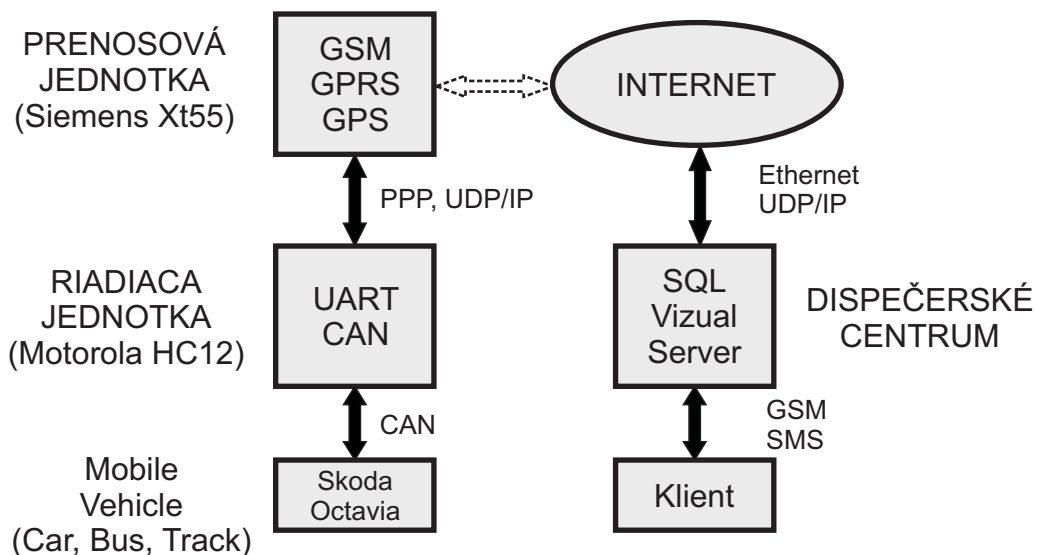 PRENOSOVÁ
JEDNOTKA
(Siemens Xt55)
GSM
GPRS
GPS
INTERNET
PPP, UDP/IP
Ethernet
UDP/IP
RIADIACA
JEDNOTKA
(Motorola HC12)
UART
CAN
SQL
Vizual
Server
DISPEČERSKÉ
CENTRUM
CAN
GSM
SMS
Mobile
Vehicle
(Car, Bus, Track)
Skoda
Octavia
Klient